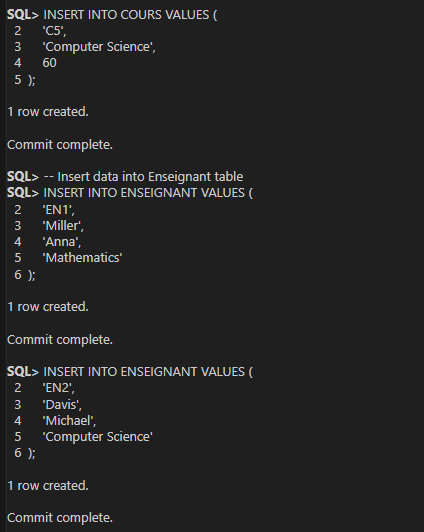 SQL> INSERT INTO COURS VALUES (
2 'C5',
3 'Computer Science',
4 60
5 );
1 row created.
Commit complete.
SQL> -- Insert data into Enseignant table
SQL> INSERT INTO ENSEIGNANT VALUES (
2 'EN1',
3 'Miller',
4 'Anna',
5 'Mathematics'
6 );
1 row created.
Commit complete.
SQL> INSERT INTO ENSEIGNANT VALUES (
2 'EN2',
3 'Davis',
4 'Michael',
5 'Computer Science'
6 );
1 row created.
Commit complete.